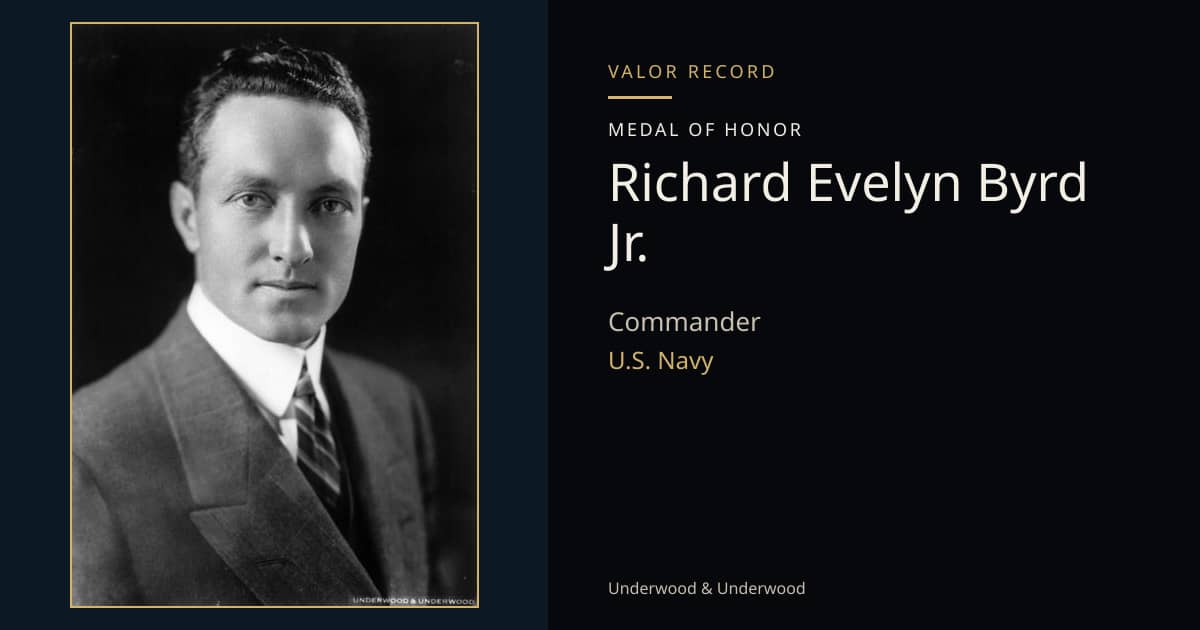 VALOR RECORD
MEDAL OF HONOR
Richard Evelyn Byrd
Jr.
Commander
U.S. Navy
Underwood & Underwood
UNDERWOOD & UNDERWOOD